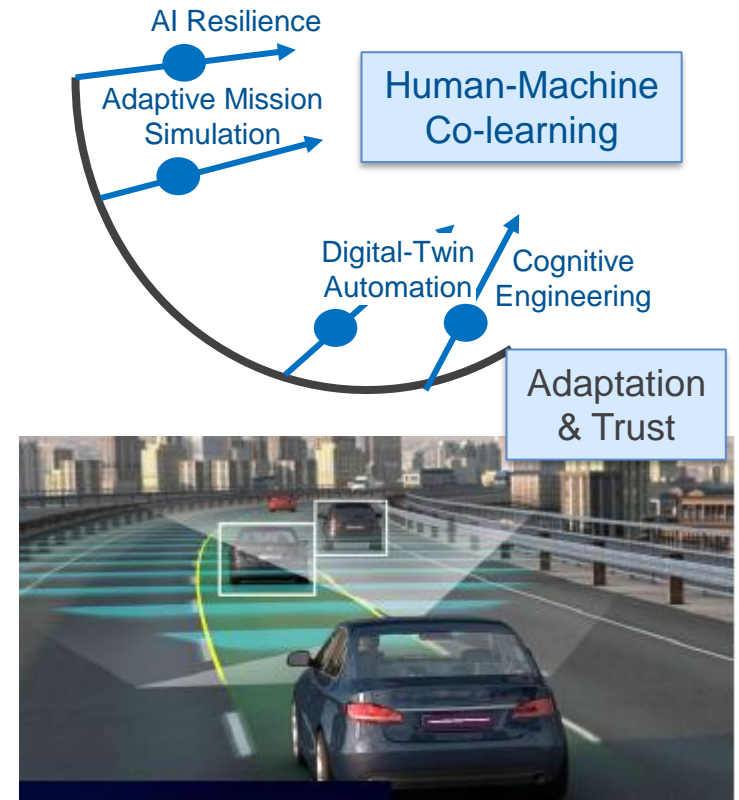 AI Resilience
Adaptive Mission
Simulation
Human-Machine
Co-learning
Digital-Twin
Automation
Cognitive
Engineering
Adaptation
& Trust